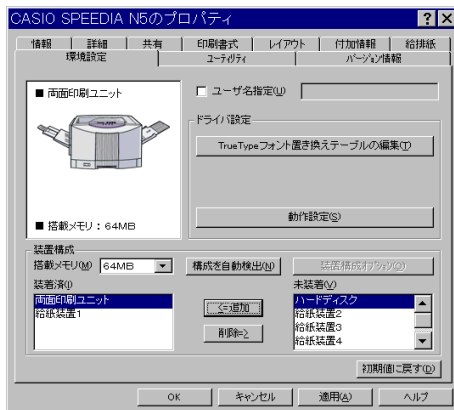 CASIO SPEEDIA N5のプロパティ
情報 詳細 共有 印刷書式 レイアウト 付加情報 給排紙
環境設定 ユーティリティ バージョン情報
■ 両面印刷ユニット
■ 搭載メモリ：64MB
ユーザ名指定(U)
ドライバ設定
TrueTypeフォント置き換えテーブルの編集(T)
動作設定(S)
装置構成
搭載メモリ(M) 64MB 構成を自動検出(N) 装置構成オプション(O)
装着済(I)
両面印刷ユニット
給紙装置1
<=追加
削除=>
未装着(V)
ハードディスク
給紙装置2
給紙装置3
給紙装置4
初期値に戻す(D)
OK キャンセル 適用(A) ヘルプ